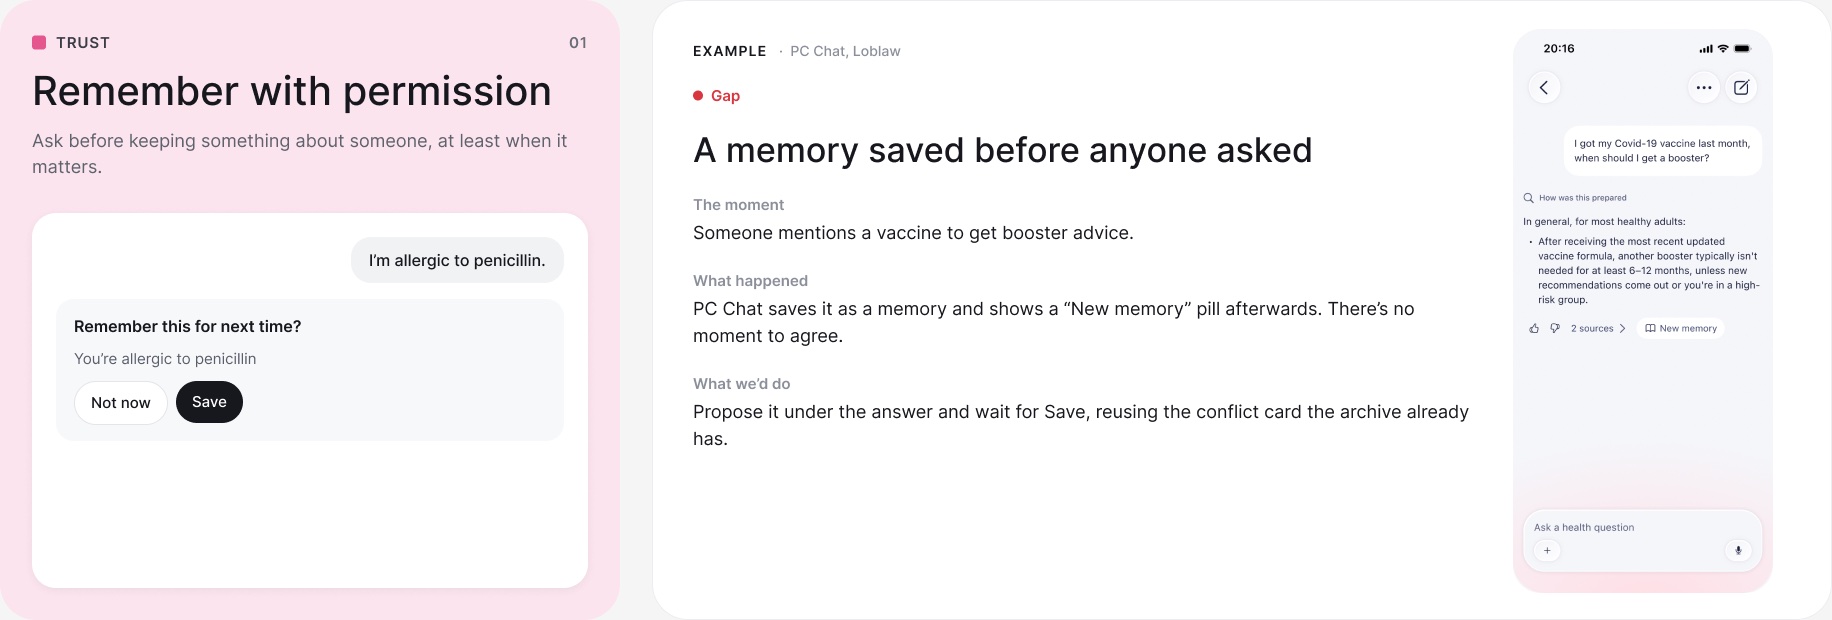 TRUST
01
Remember with permission
Ask before keeping something about someone, at least when it
matters.
I’m allergic to penicillin.
Remember this for next time?
You’re allergic to penicillin
Not now
Save
EXAMPLE · PC Chat, Loblaw
Gap
A memory saved before anyone asked
The moment
Someone mentions a vaccine to get booster advice.
What happened
PC Chat saves it as a memory and shows a “New memory” pill afterwards. There’s no
moment to agree.
What we’d do
Propose it under the answer and wait for Save, reusing the conflict card the archive already
has.
20:16
I got my Covid-19 vaccine last month,
when should I get a booster?
How was this prepared
In general, for most healthy adults:
• After receiving the most recent updated
vaccine formula, another booster typically isn't
needed for at least 6–12 months, unless new
recommendations come out or you're in a high-
risk group.
2 sources
New memory
Ask a health question